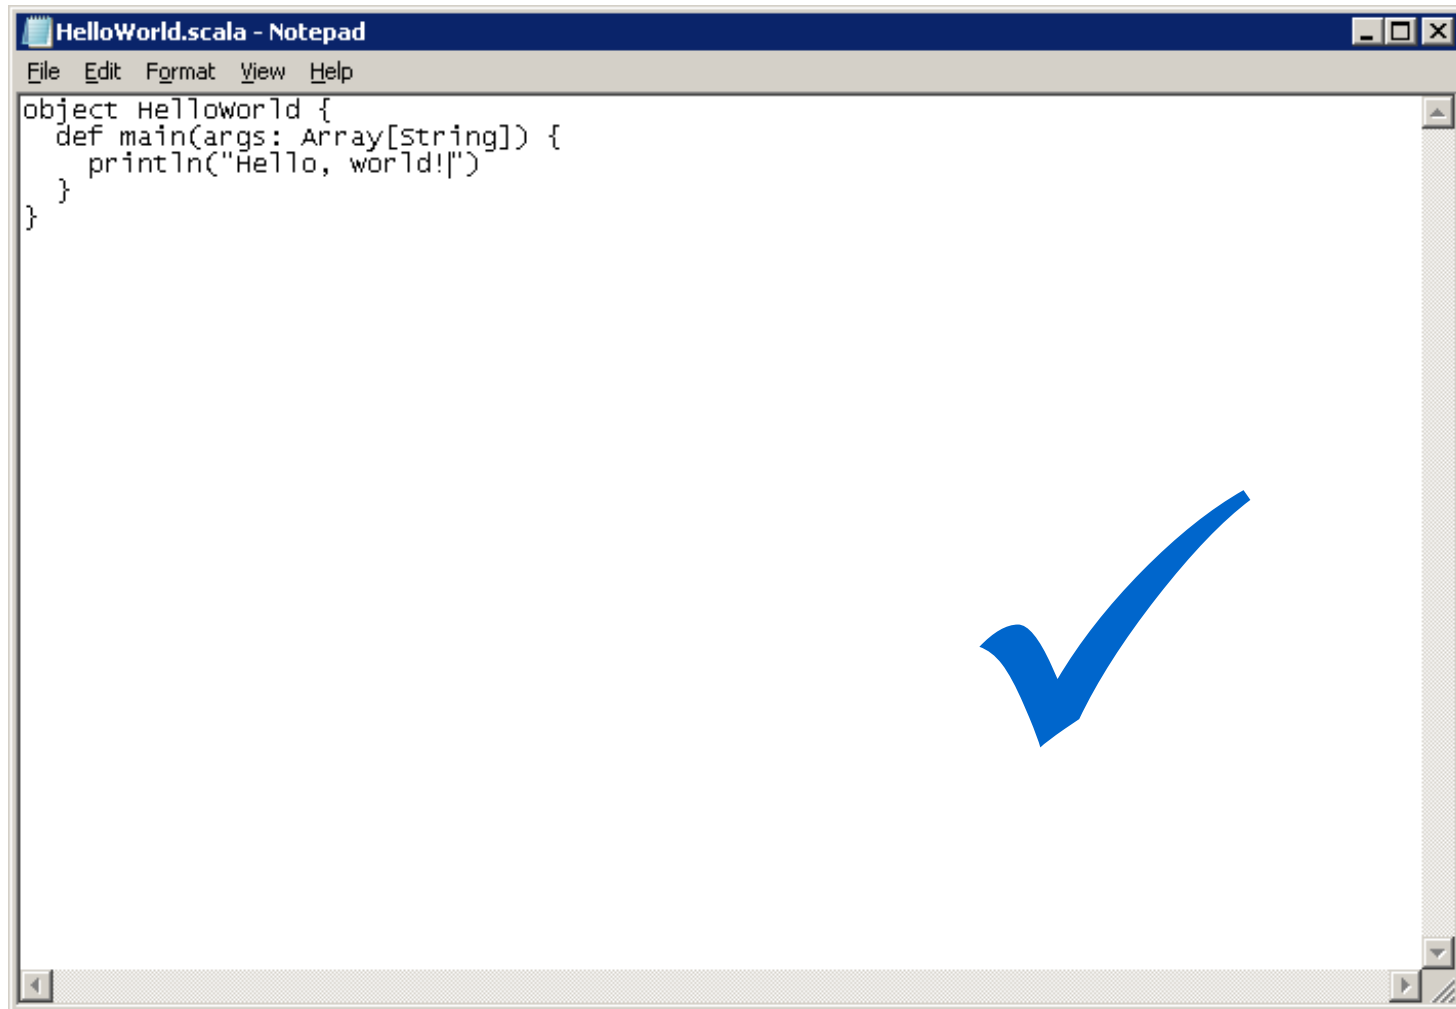 HelloWorld.scala - Notepad
File Edit Format View Help
object HelloWorld {
  def main(args: Array[String]) {
    println("Hello, world!")
  }
}